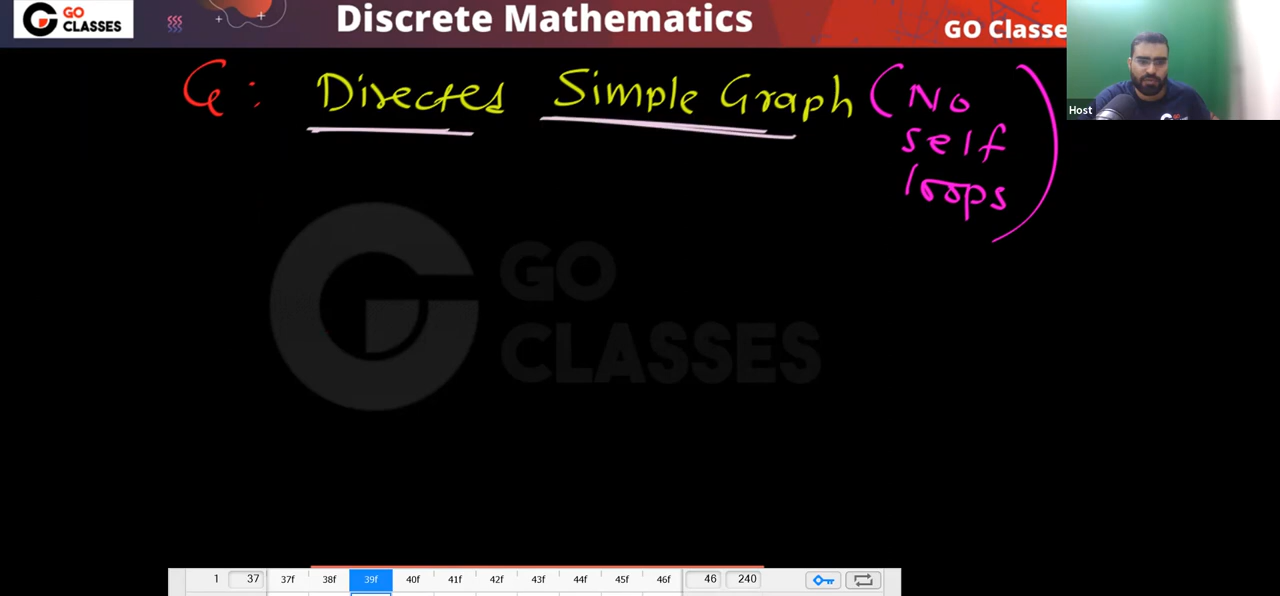 GO
CLASSES
Discrete Mathematics
GO Classe
G : Directed Simple Graph (No
self
loops)
Host
GO
CLASSES
1 37 37f 38f 39f 40f 41f 42f 43f 44f 45f 46f 46 240